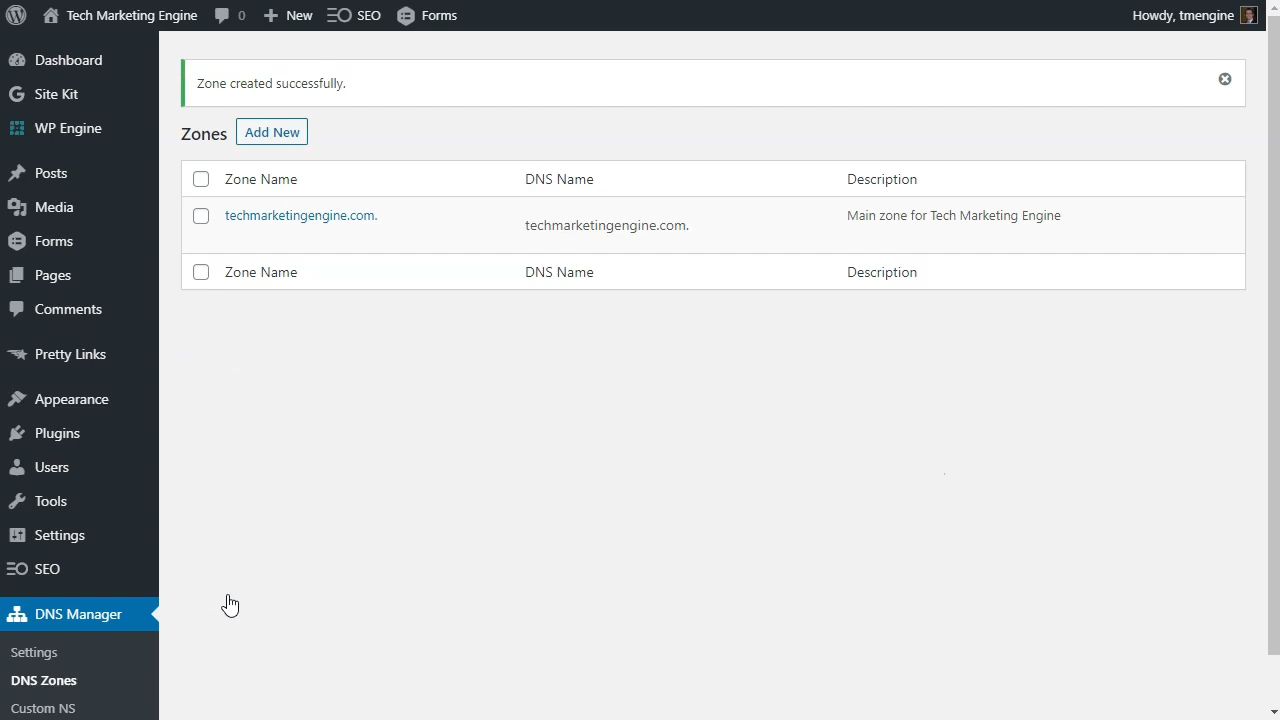 Tech Marketing Engine 0 New SEO Forms Howdy, tmengine
Dashboard
Site Kit
WP Engine
Posts
Media
Forms
Pages
Comments
Pretty Links
Appearance
Plugins
Users
Tools
Settings
SEO
DNS Manager
Settings
DNS Zones
Custom NS
Zone created successfully.
Zones Add New
Zone Name DNS Name Description
techmarketingengine.com. techmarketingengine.com. Main zone for Tech Marketing Engine
Zone Name DNS Name Description